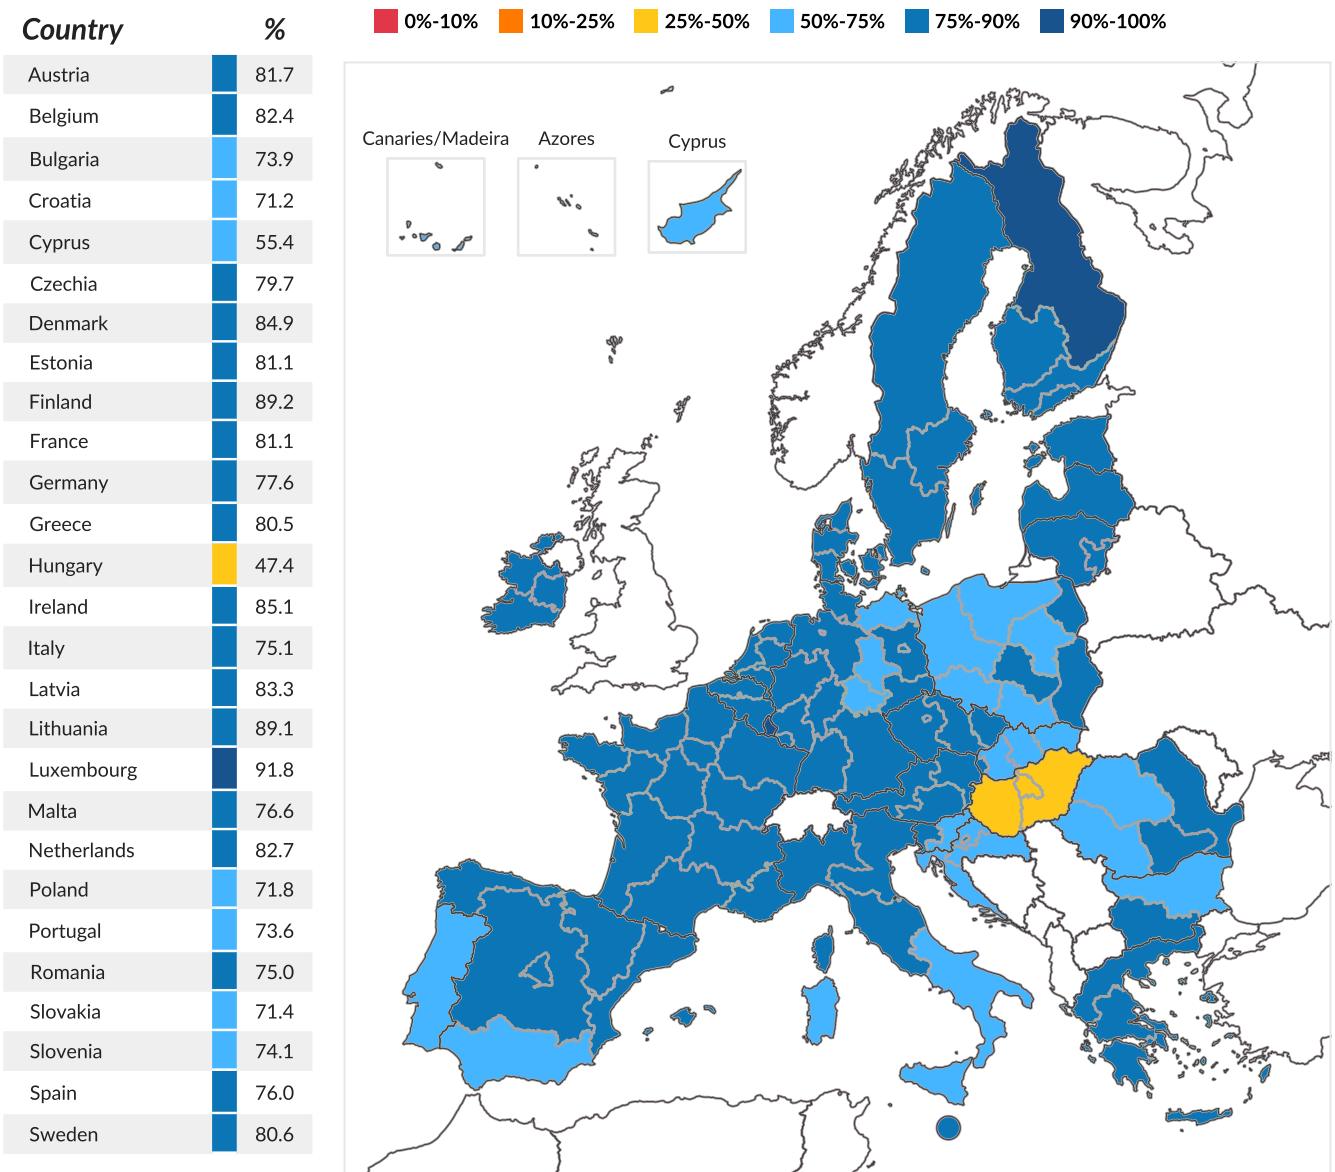 Country %
0%-10% 10%-25% 25%-50% 50%-75% 75%-90% 90%-100%
Austria 81.7
Belgium 82.4
Bulgaria 73.9
Croatia 71.2
Cyprus 55.4
Czechia 79.7
Denmark 84.9
Estonia 81.1
Finland 89.2
France 81.1
Germany 77.6
Greece 80.5
Hungary 47.4
Ireland 85.1
Italy 75.1
Latvia 83.3
Lithuania 89.1
Luxembourg 91.8
Malta 76.6
Netherlands 82.7
Poland 71.8
Portugal 73.6
Romania 75.0
Slovakia 71.4
Slovenia 74.1
Spain 76.0
Sweden 80.6
Canaries/Madeira Azores Cyprus